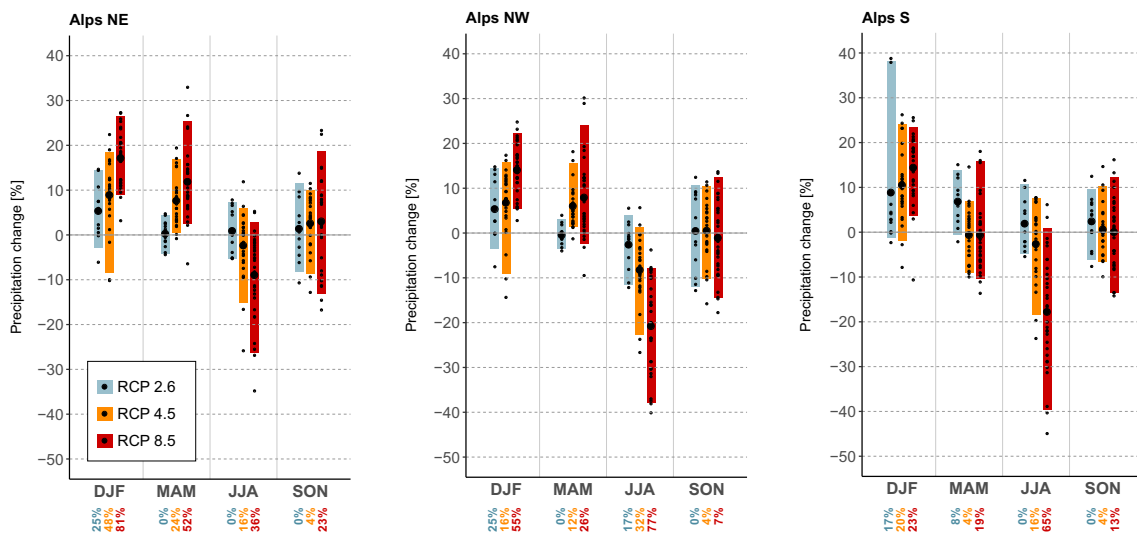 Alps NE
Precipitation change [%]
40
30
20
10
0
−10
−20
−30
−40
−50
RCP 2.6
RCP 4.5
RCP 8.5
DJF MAM JJA SON
25% 48% 81% 0% 24% 52% 0% 16% 36% 0% 4% 23%
Alps NW
Precipitation change [%]
40
30
20
10
0
−10
−20
−30
−40
−50
DJF MAM JJA SON
25% 16% 55% 0% 12% 26% 17% 32% 77% 0% 4% 7%
Alps S
Precipitation change [%]
40
30
20
10
0
−10
−20
−30
−40
−50
DJF MAM JJA SON
17% 20% 23% 8% 4% 19% 0% 16% 65% 0% 4% 13%